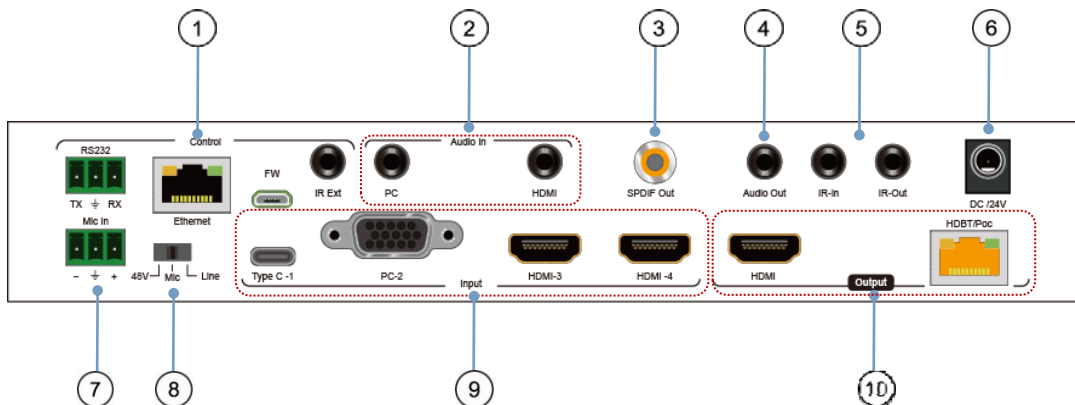 1
2
3
4
5
6
Control
Audio In
RS232
FW
TX RX
Ethernet
IR Ext
PC
HDMI
SPDIF Out
Audio Out
IR-In
IR-Out
DC /24V
Mic In
HDBT/Poc
- +
48V
Mic
Line
Type C -1
PC-2
HDMI-3
HDMI -4
HDMI
Input
Output
7
8
9
10